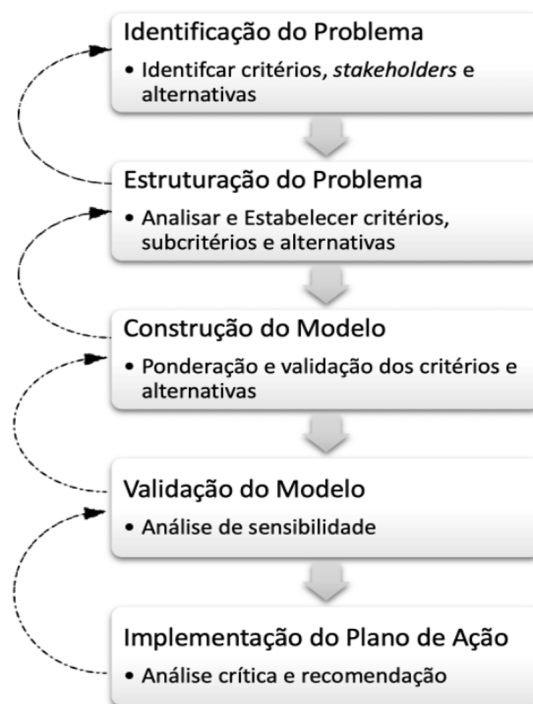 Identificação do Problema
• Identifcar critérios, stakeholders e
alternativas
Estruturação do Problema
• Analisar e Estabelecer critérios,
subcritérios e alternativas
Construção do Modelo
• Ponderação e validação dos critérios e
alternativas
Validação do Modelo
• Análise de sensibilidade
Implementação do Plano de Ação
• Análise crítica e recomendação